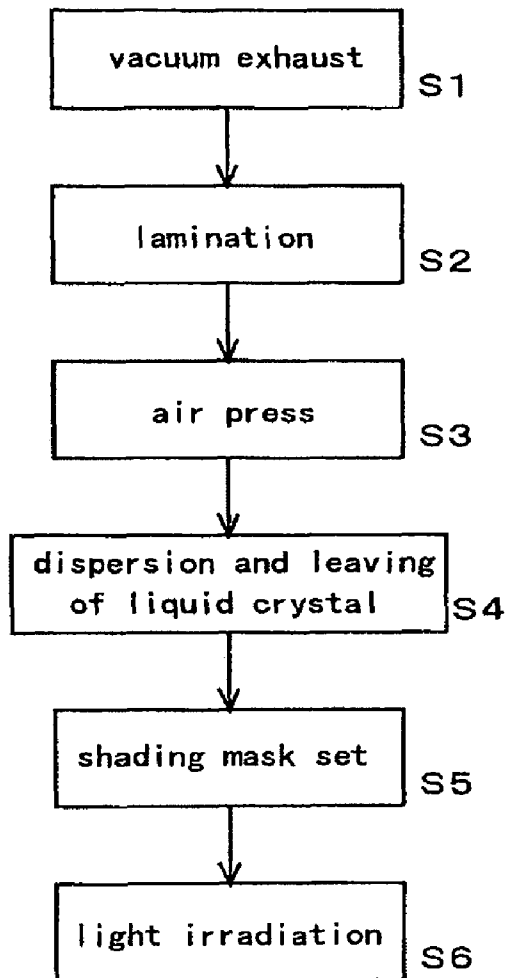 vacuum exhaust
S1
lamination
S2
air press
S3
dispersion and leaving
of liquid crystal
S4
shading mask set
S5
light irradiation
S6